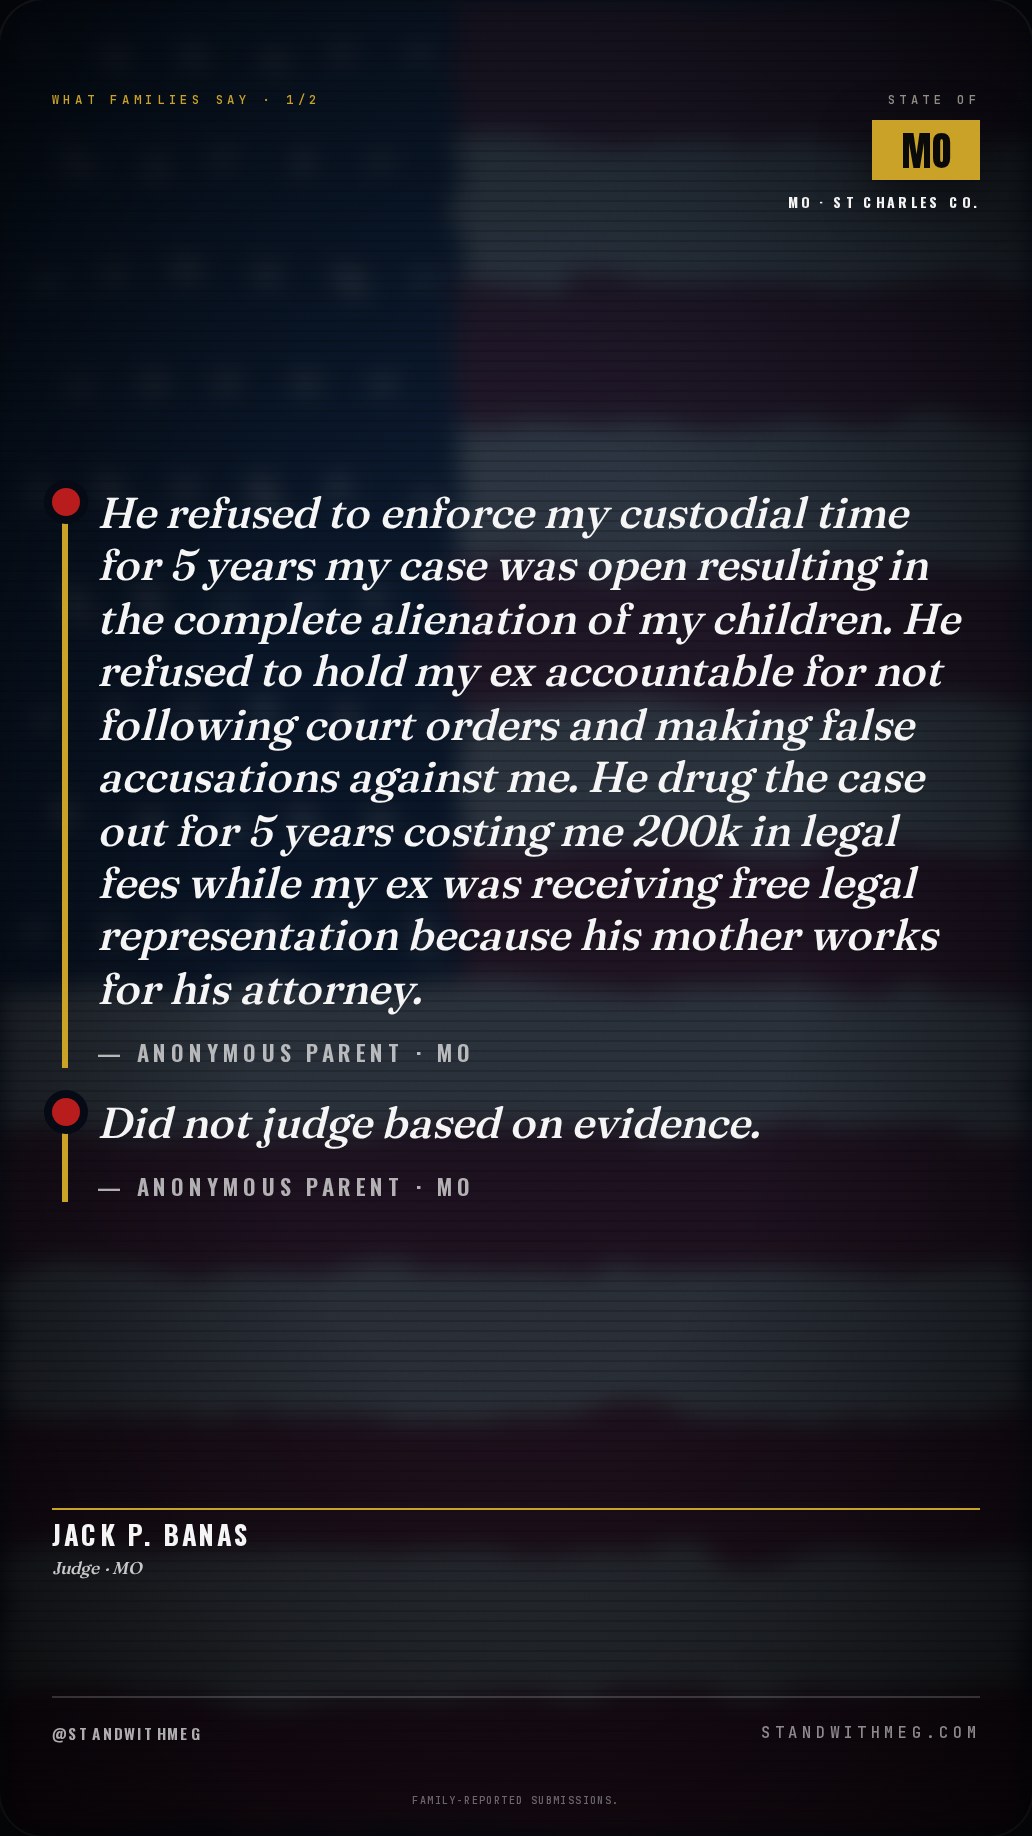 WHAT FAMILIES SAY · 1/2
STATE OF
MO
MO · ST CHARLES CO.
He refused to enforce my custodial time
for 5 years my case was open resulting in
the complete alienation of my children. He
refused to hold my ex accountable for not
following court orders and making false
accusations against me. He drug the case
out for 5 years costing me 200k in legal
fees while my ex was receiving free legal
representation because his mother works
for his attorney.
— ANONYMOUS PARENT · MO
Did not judge based on evidence.
— ANONYMOUS PARENT · MO
JACK P. BANAS
Judge · MO
@STANDWITHMEG
STANDWITHMEG.COM
FAMILY-REPORTED SUBMISSIONS.